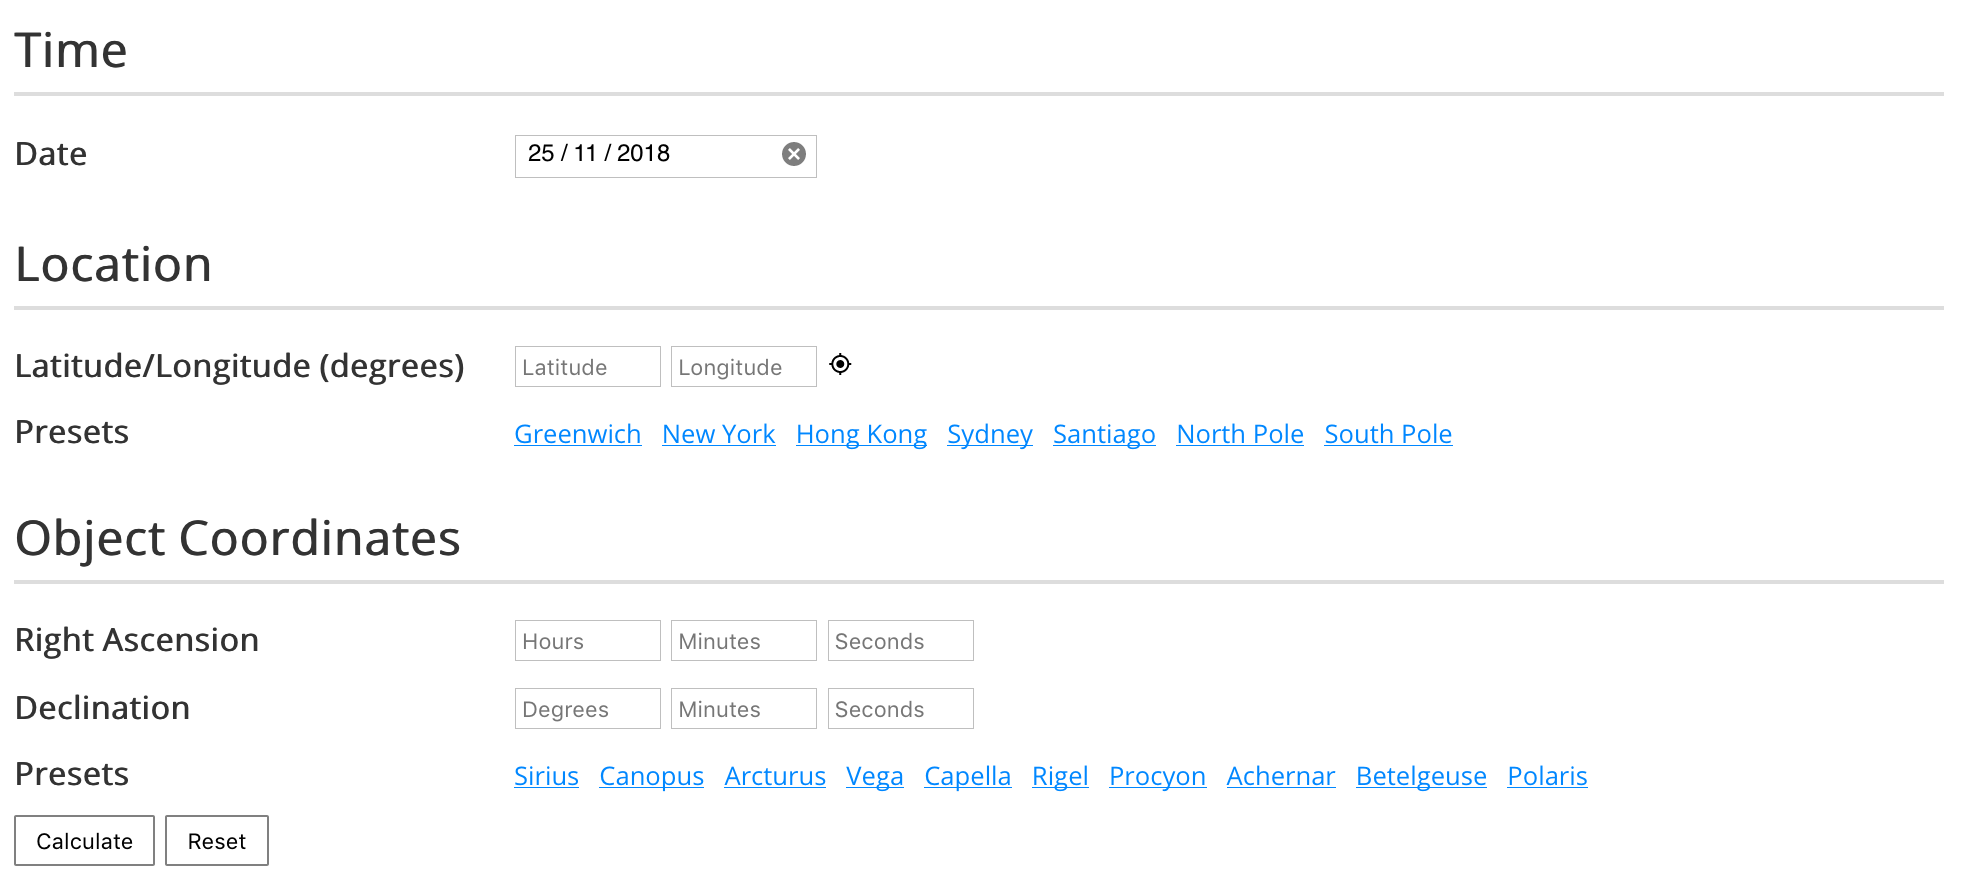 Time
Date 25 / 11 / 2018
Location
Latitude/Longitude (degrees) Latitude Longitude
Presets Greenwich New York Hong Kong Sydney Santiago North Pole South Pole
Object Coordinates
Right Ascension Hours Minutes Seconds
Declination Degrees Minutes Seconds
Presets Sirius Canopus Arcturus Vega Capella Rigel Procyon Achernar Betelgeuse Polaris
Calculate Reset